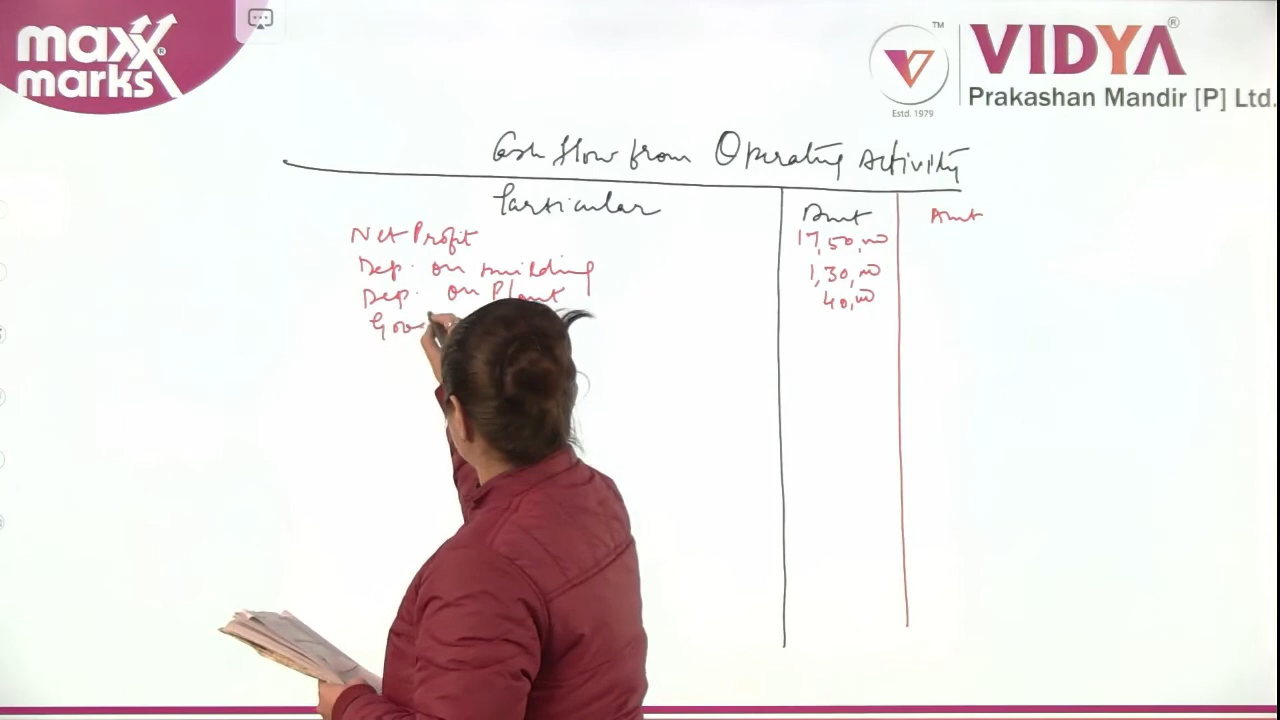 maxx
marks
VIDYA
Prakashan Mandir [P] Ltd.
Estd. 1979
Cash flow from Operating Activity
Particular Amt Amt
Net Profit 17,50,000
Dep. on building 1,30,000
Dep. on Plant 40,000
Goo